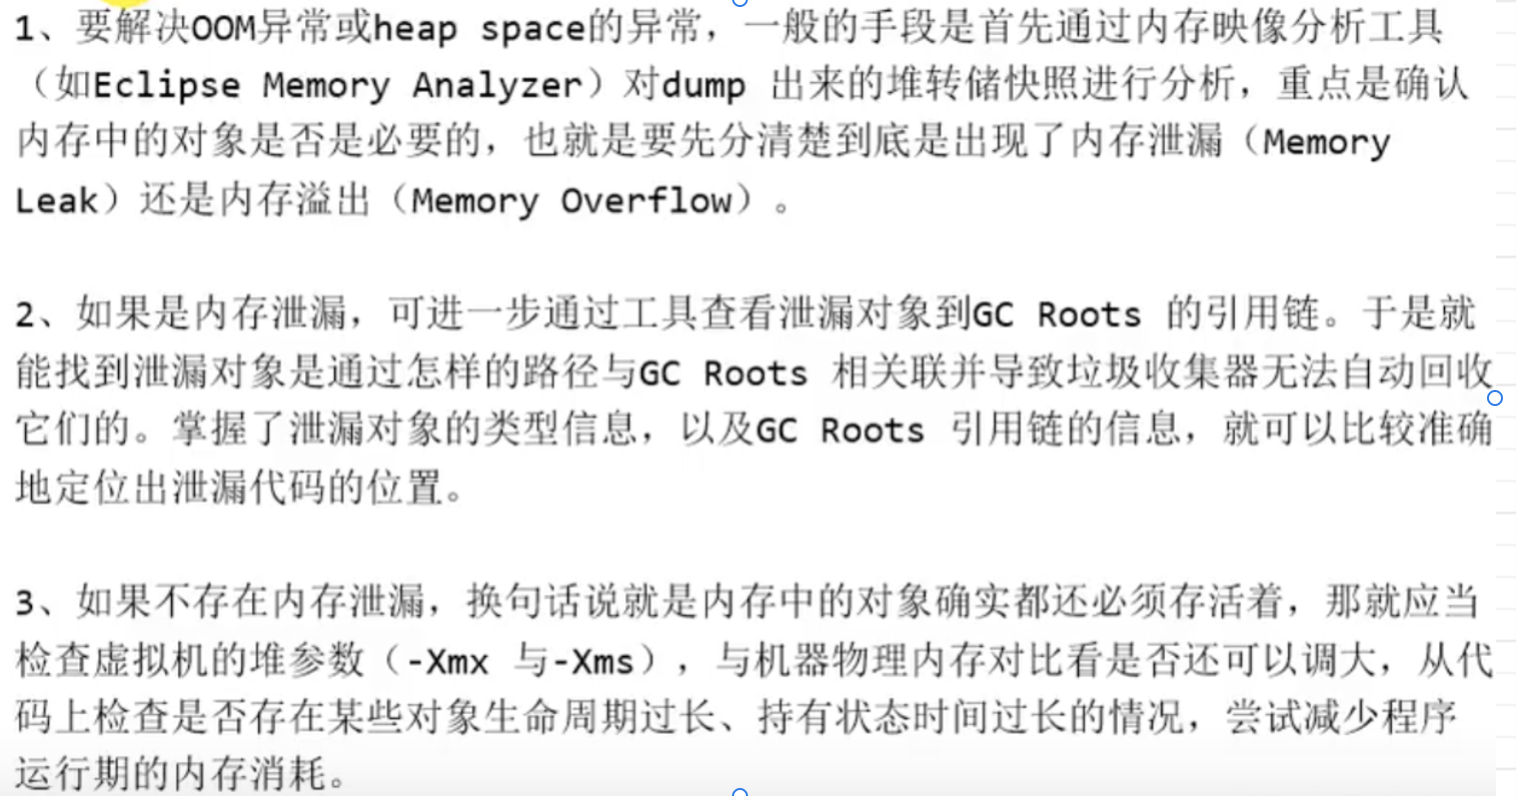 1、要解决OOM异常或heap space的异常，一般的手段是首先通过内存映像分析工具
（如Eclipse Memory Analyzer）对dump 出来的堆转储快照进行分析，重点是确认
内存中的对象是否是必要的，也就是要先分清楚到底是出现了内存泄漏（Memory
Leak）还是内存溢出（Memory Overflow）。
2、如果是内存泄漏，可进一步通过工具查看泄漏对象到GC Roots 的引用链。于是就
能找到泄漏对象是通过怎样的路径与GC Roots 相关联并导致垃圾收集器无法自动回收
它们的。掌握了泄漏对象的类型信息，以及GC Roots 引用链的信息，就可以比较准确
地定位出泄漏代码的位置。
3、如果不存在内存泄漏，换句话说就是内存中的对象确实都还必须存活着，那就应当
检查虚拟机的堆参数（-Xmx 与-Xms），与机器物理内存对比看是否还可以调大，从代
码上检查是否存在某些对象生命周期过长、持有状态时间过长的情况，尝试减少程序
运行期的内存消耗。